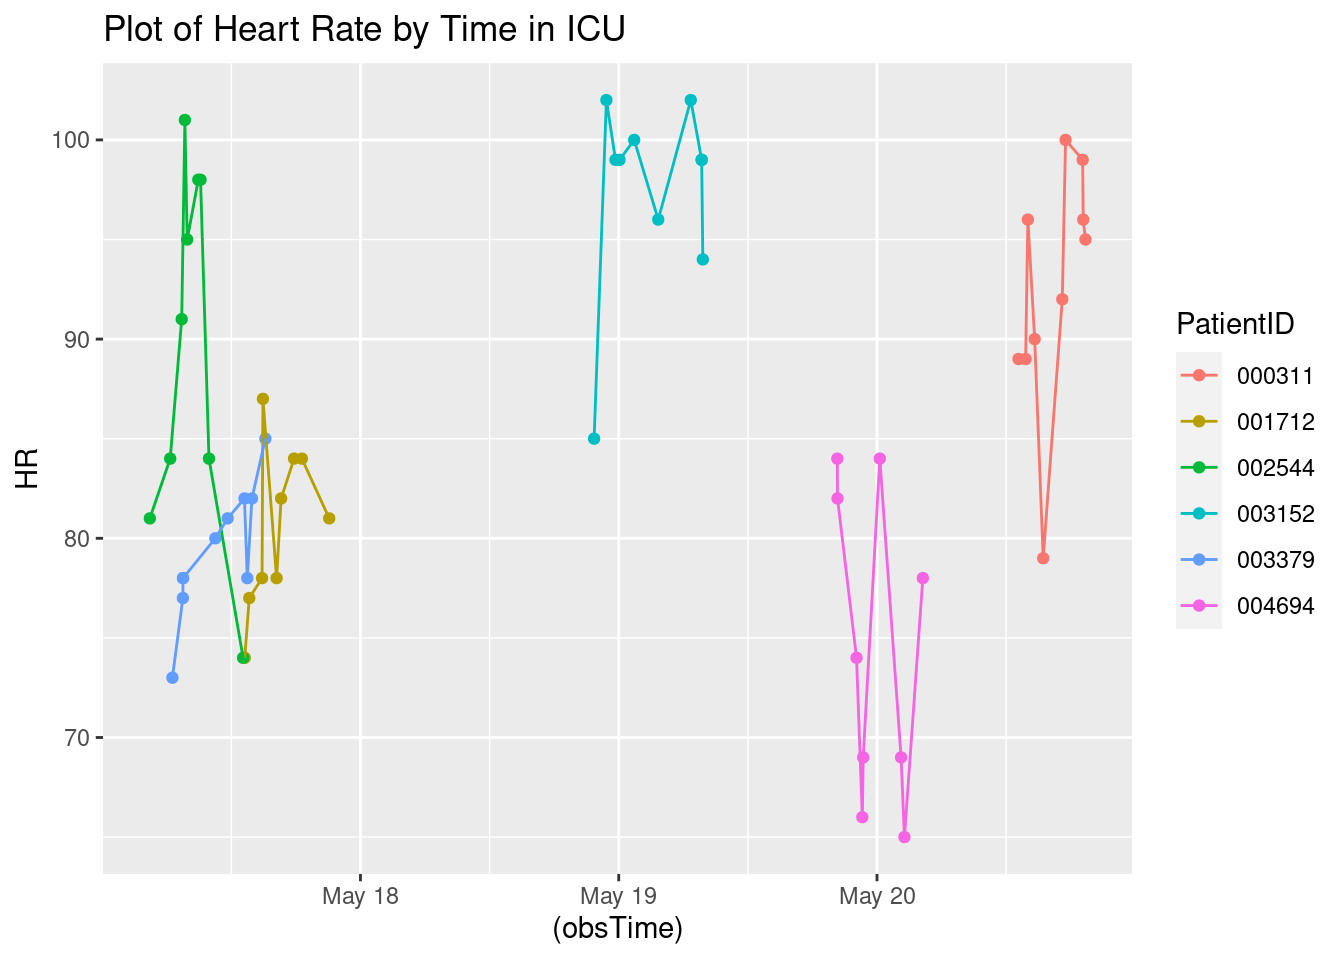 Plot of Heart Rate by Time in ICU
HR
100
90
80
70
May 18
May 19
May 20
(obsTime)
PatientID
000311
001712
002544
003152
003379
004694